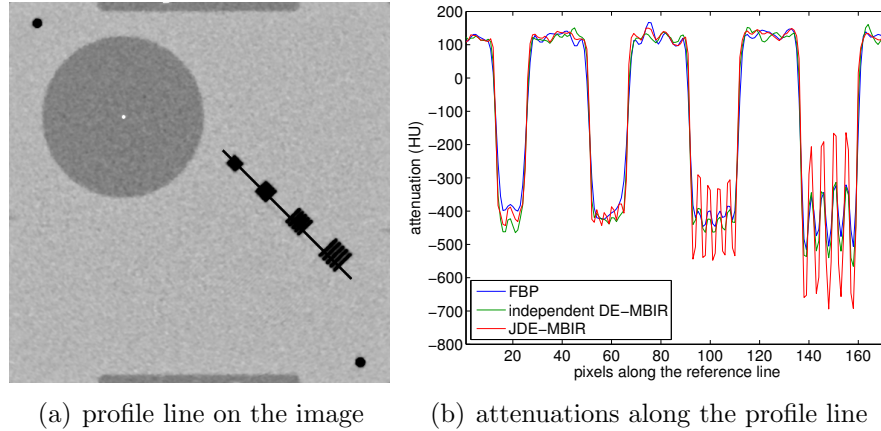 200
100
0
−100
−200
−300
−400
−500
−600
−700
−800
attenuation (HU)
FBP
independent DE−MBIR
JDE−MBIR
20 40 60 80 100 120 140 160
pixels along the reference line
(a) profile line on the image
(b) attenuations along the profile line